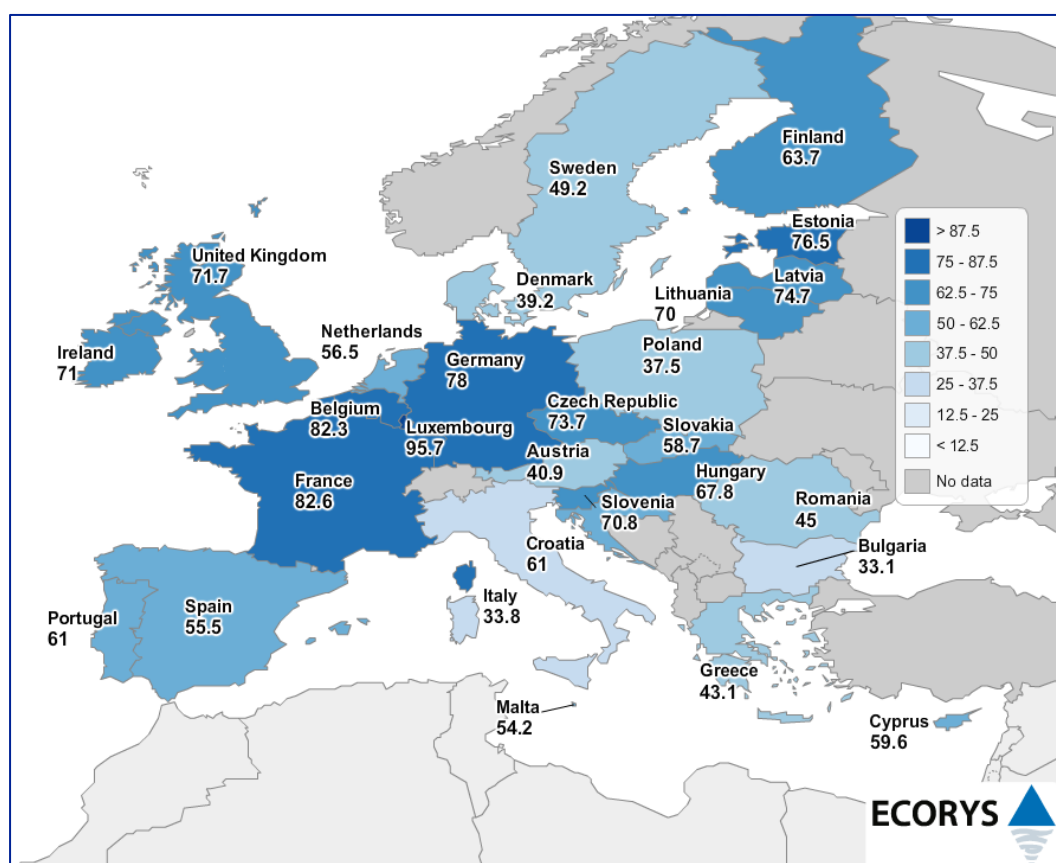 Finland
63.7
Sweden
49.2
Estonia
76.5
United Kingdom
71.7
Denmark
39.2
Latvia
74.7
Lithuania
70
Netherlands
56.5
Ireland
71
Germany
78
Poland
37.5
Belgium
82.3
Luxembourg
95.7
Czech Republic
73.7
Slovakia
58.7
Austria
40.9
Hungary
67.8
France
82.6
Slovenia
70.8
Romania
45
Croatia
61
Bulgaria
33.1
Portugal
61
Spain
55.5
Italy
33.8
Greece
43.1
Malta
54.2
Cyprus
59.6
> 87.5
75 - 87.5
62.5 - 75
50 - 62.5
37.5 - 50
25 - 37.5
12.5 - 25
< 12.5
No data
ECORYS